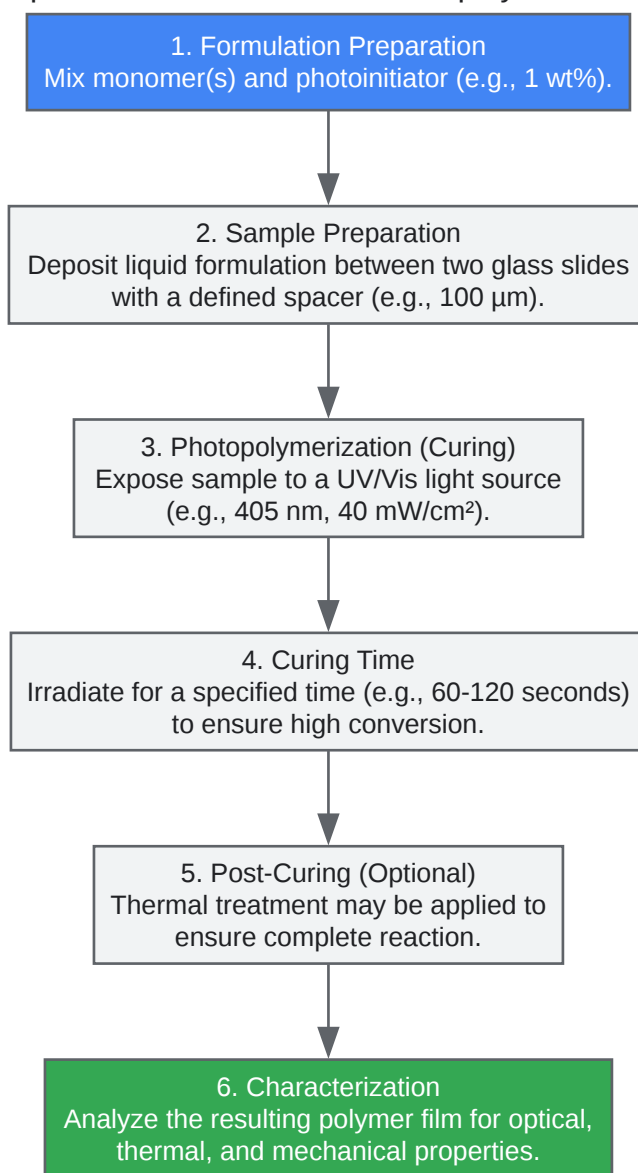 1. Formulation Preparation
Mix monomer(s) and photoinitiator (e.g., 1 wt%).
2. Sample Preparation
Deposit liquid formulation between two glass slides
with a defined spacer (e.g., 100 µm).
3. Photopolymerization (Curing)
Expose sample to a UV/Vis light source
(e.g., 405 nm, 40 mW/cm²).
4. Curing Time
Irradiate for a specified time (e.g., 60-120 seconds)
to ensure high conversion.
5. Post-Curing (Optional)
Thermal treatment may be applied to
ensure complete reaction.
6. Characterization
Analyze the resulting polymer film for optical,
thermal, and mechanical properties.